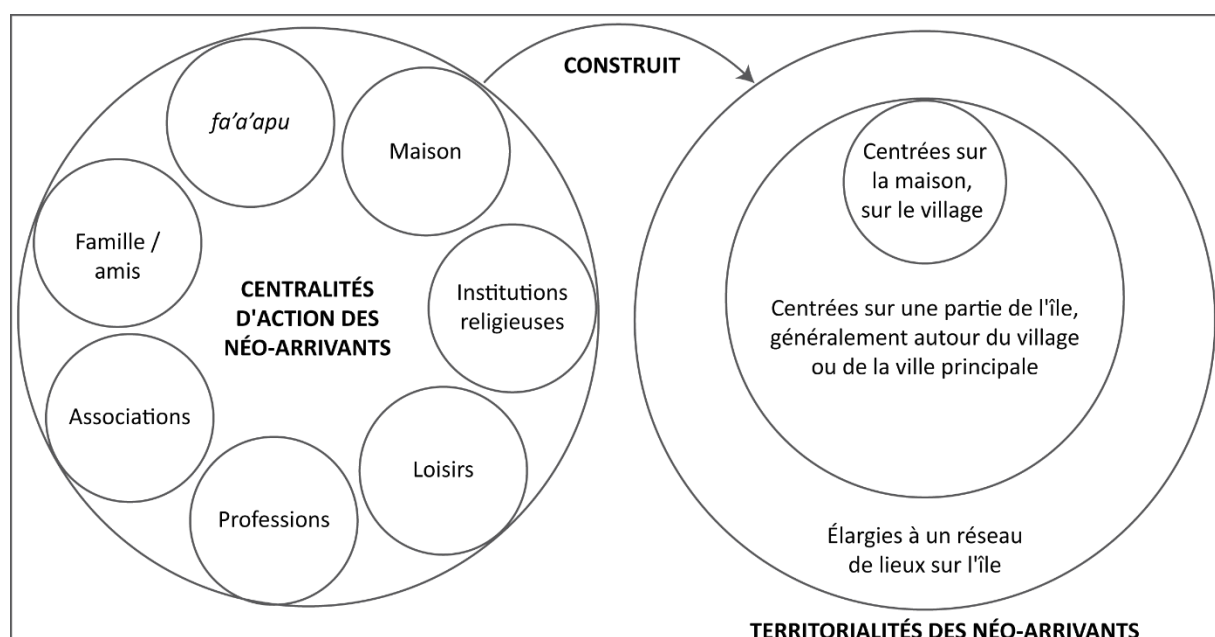 fa'a'apu
Maison
Famille /
amis
CENTRALITÉS
D'ACTION DES
NÉO-ARRIVANTS
Institutions
religieuses
Associations
Loisirs
Professions
CONSTRUIT
Centrées sur
la maison,
sur le village
Centrées sur une partie de l'île,
généralement autour du village
ou de la ville principale
Élargies à un réseau
de lieux sur l'île
TERRITORIALITÉS DES NÉO-ARRIVANTS